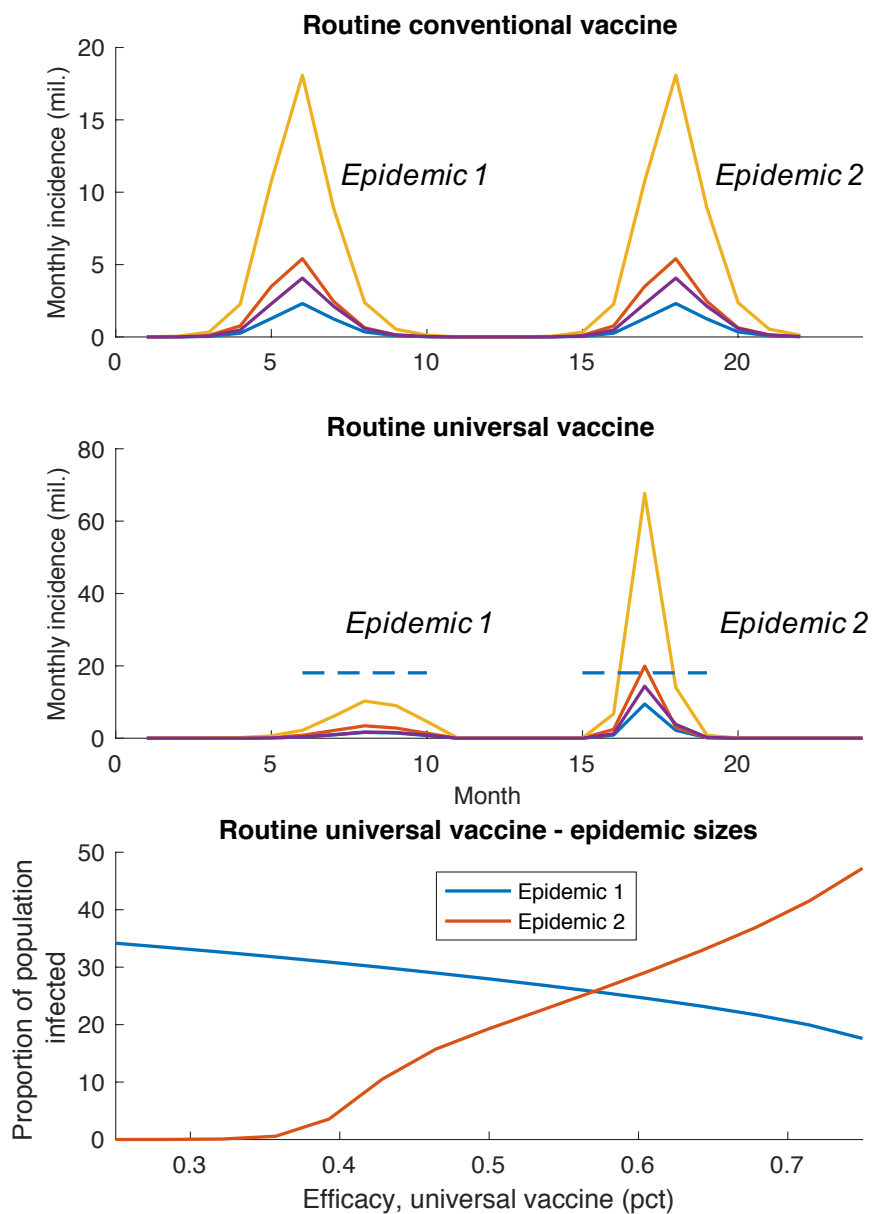 Routine conventional vaccine
Monthly incidence (mil.)
20
15
10
5
0
Epidemic 1
Epidemic 2
0 5 10 15 20
Routine universal vaccine
Monthly incidence (mil.)
80
60
40
20
0
Epidemic 1
Epidemic 2
0 5 10 15 20
Month
Routine universal vaccine - epidemic sizes
Proportion of population
infected
50
40
30
20
10
0
Epidemic 1
Epidemic 2
0.3 0.4 0.5 0.6 0.7
Efficacy, universal vaccine (pct)